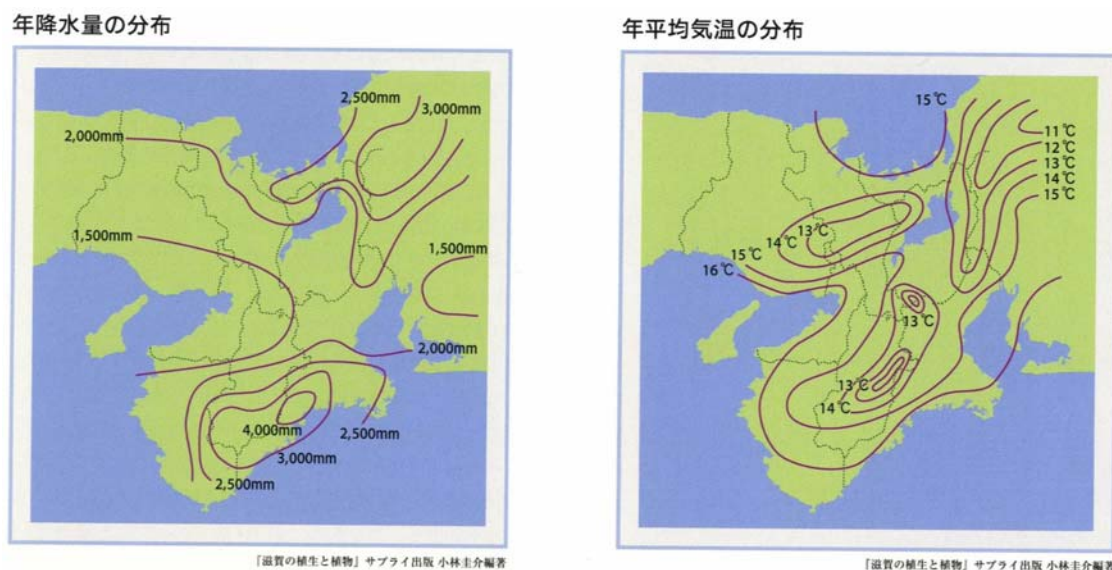 年降水量の分布
2,500mm
3,000mm
2,000mm
1,500mm
1,500mm
2,000mm
4,000mm
2,500mm
3,000mm
2,500mm
『滋賀の植生と植物』サブライ出版 小林圭介編著
年平均気温の分布
15℃
11℃
12℃
13℃
14℃
15℃
13℃
14℃
15℃
16℃
13℃
13℃
14℃
『滋賀の植生と植物』サブライ出版 小林圭介編著